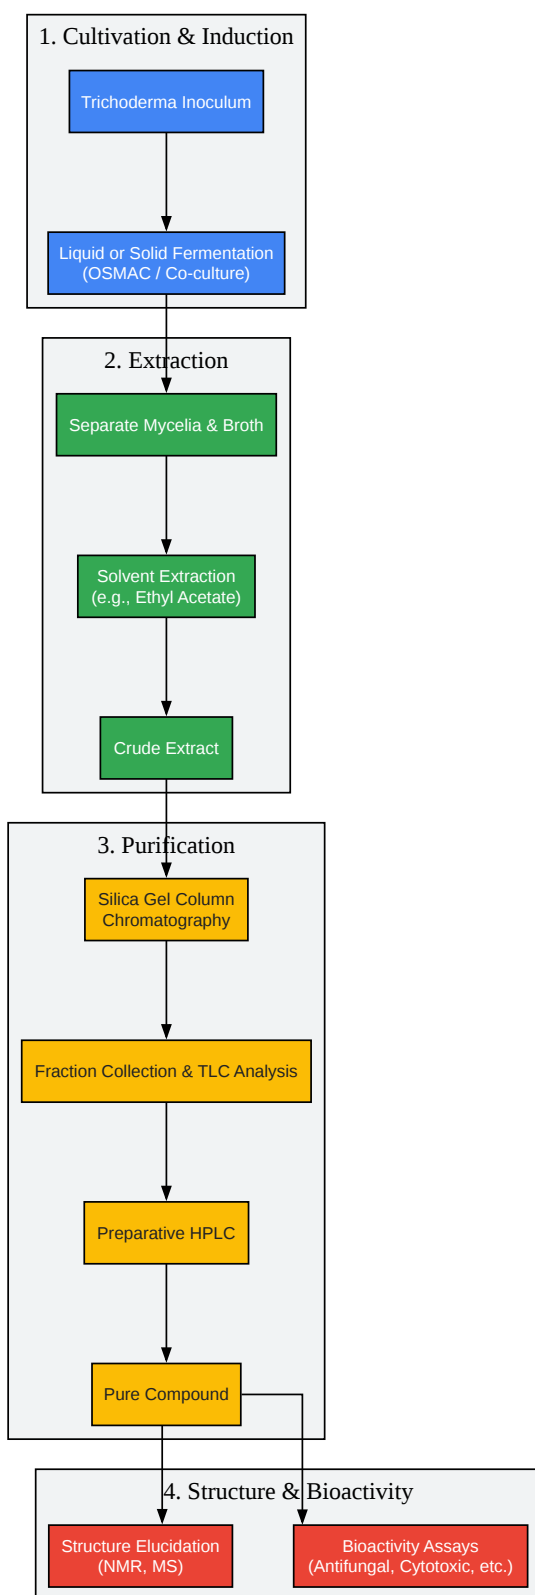 1. Cultivation & Induction
Trichoderma Inoculum
Liquid or Solid Fermentation
(OSMAC / Co-culture)
2. Extraction
Separate Mycelia & Broth
Solvent Extraction
(e.g., Ethyl Acetate)
Crude Extract
3. Purification
Silica Gel Column
Chromatography
Fraction Collection & TLC Analysis
Preparative HPLC
Pure Compound
4. Structure & Bioactivity
Structure Elucidation
(NMR, MS)
Bioactivity Assays
(Antifungal, Cytotoxic, etc.)